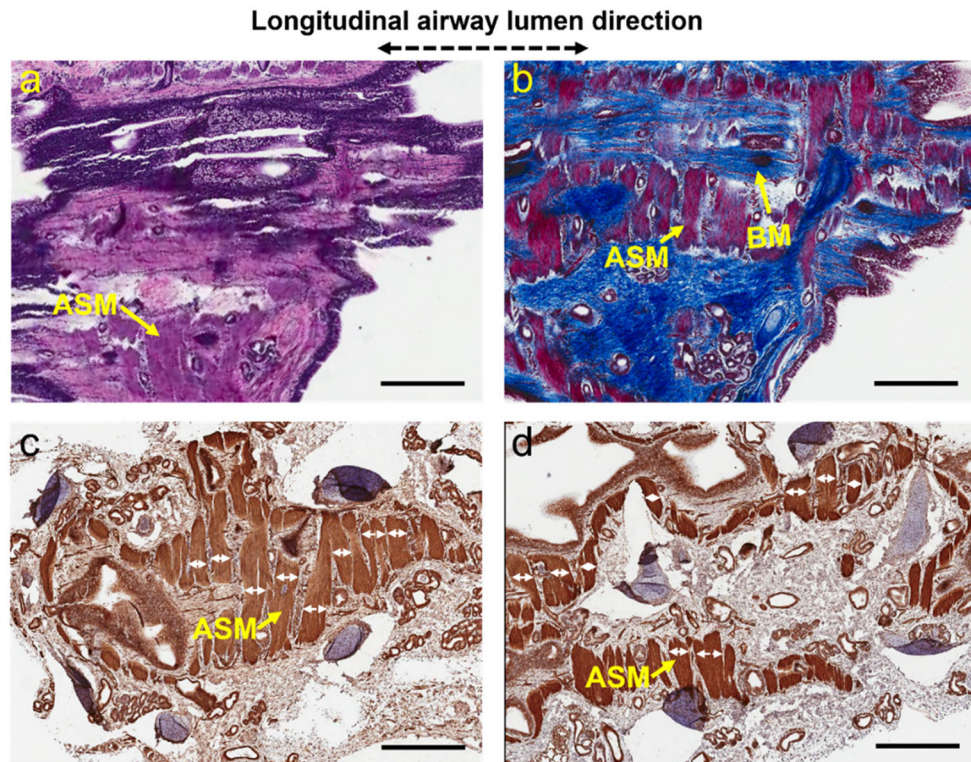 Longitudinal airway lumen direction
a
ASM
b
ASM
BM
c
ASM
d
ASM